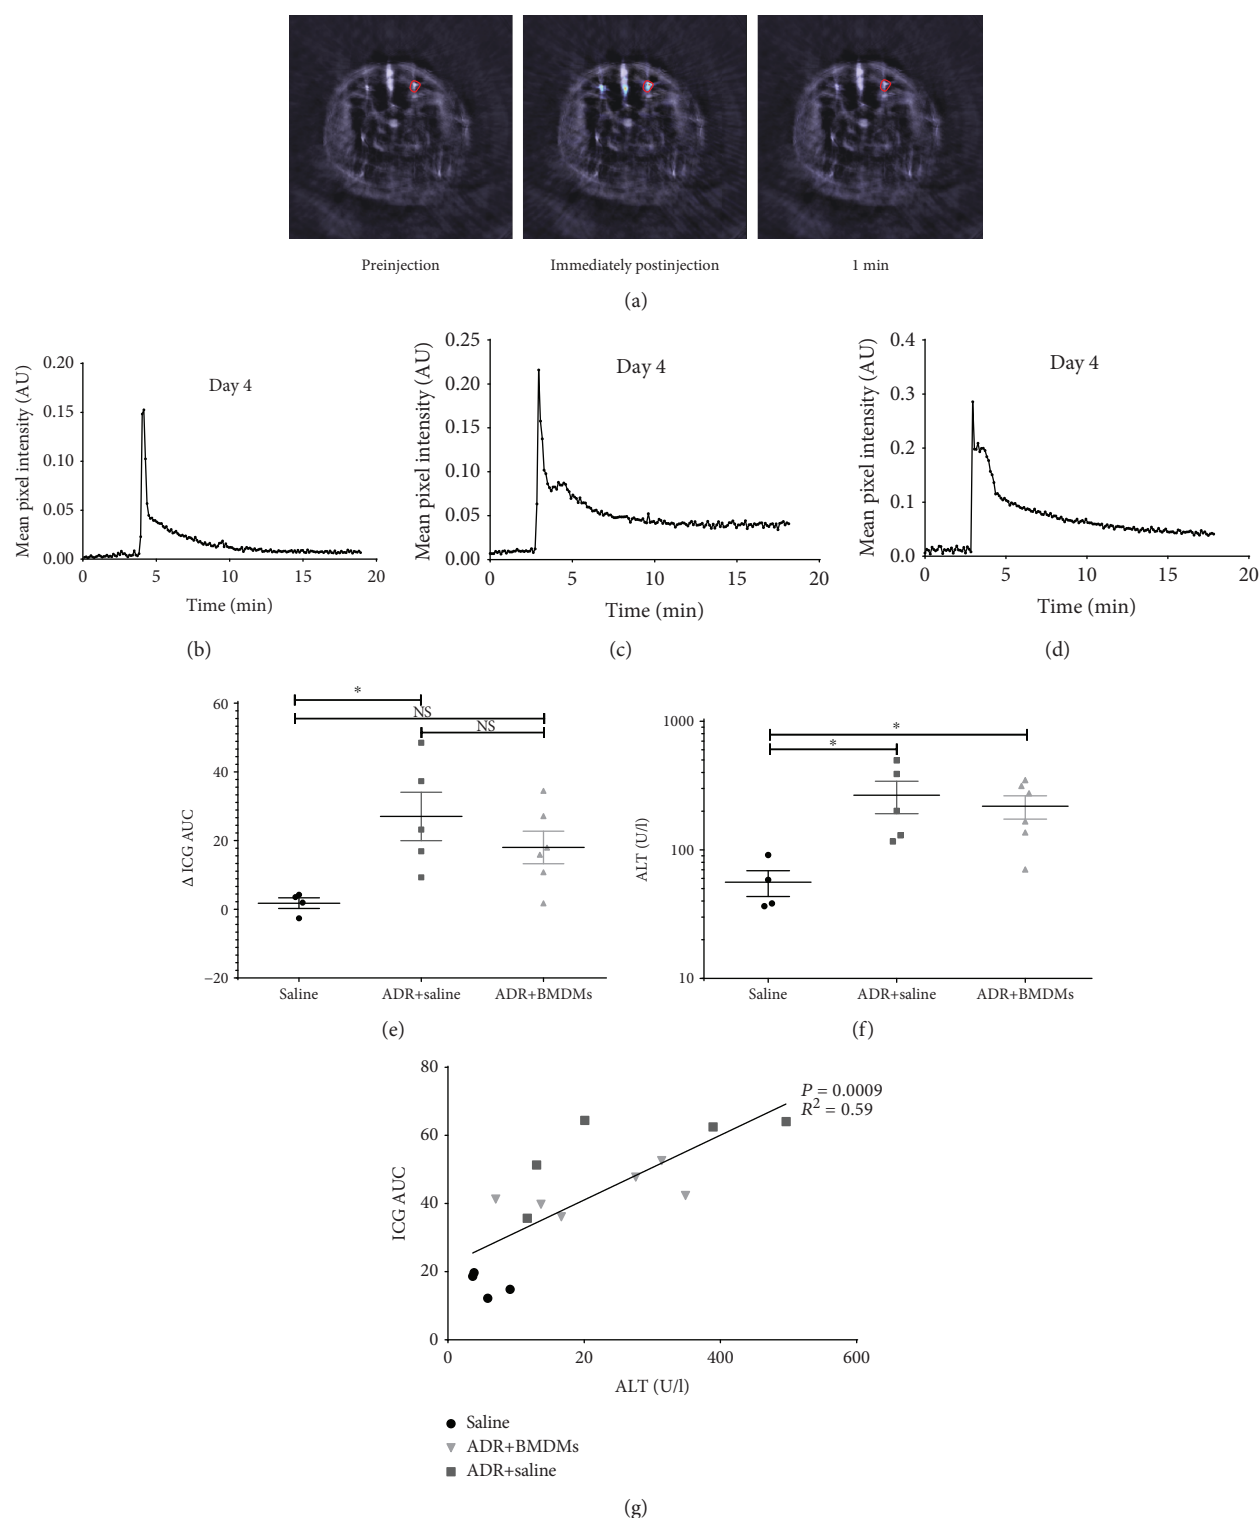 Preinjection
Immediately postinjection
1 min
(a)
Mean pixel intensity (AU)
0.20
0.15
0.10
0.05
0.00
Day 4
0
5
10
15
20
Time (min)
(b)
Mean pixel intensity (AU)
0.25
0.20
0.15
0.10
0.05
0.00
Day 4
0
5
10
15
20
Time (min)
(c)
Mean pixel intensity (AU)
0.4
0.3
0.2
0.1
0.0
Day 4
0
5
10
15
20
Time (min)
(d)
Δ ICG AUC
60
40
20
0
−20
*
NS
NS
Saline
ADR+saline
ADR+BMDMs
(e)
ALT (U/l)
1000
100
10
*
*
Saline
ADR+saline
ADR+BMDMs
(f)
ICG AUC
80
60
40
20
0
P = 0.0009
R² = 0.59
0
20
400
600
ALT (U/l)
Saline
ADR+BMDMs
ADR+saline
(g)